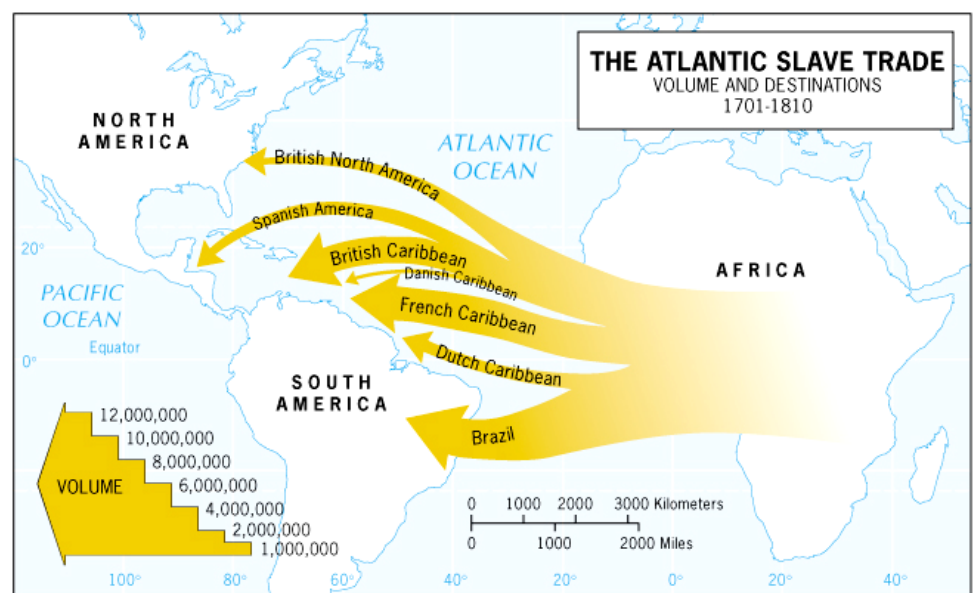 THE ATLANTIC SLAVE TRADE
VOLUME AND DESTINATIONS
1701-1810
NORTH
AMERICA
ATLANTIC
OCEAN
British North America
Spanish America
British Caribbean
Danish Caribbean
French Caribbean
Dutch Caribbean
Brazil
AFRICA
20°
PACIFIC
OCEAN
Equator
0°
SOUTH
AMERICA
VOLUME
12,000,000
10,000,000
8,000,000
6,000,000
4,000,000
2,000,000
1,000,000
0 1000 2000 3000 Kilometers
0 1000 2000 Miles
100° 80° 60° 40° 20° 0° 20° 40°